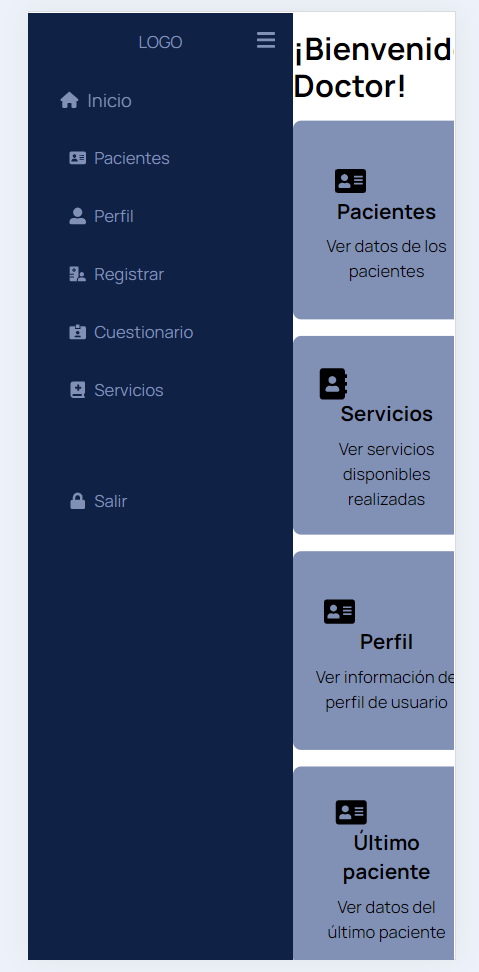 LOGO
Inicio
Pacientes
Perfil
Registrar
Cuestionario
Servicios
Salir
¡Bienvenid
Doctor!
Pacientes
Ver datos de los
pacientes
Servicios
Ver servicios
disponibles
realizadas
Perfil
Ver información de
perfil de usuario
Último
paciente
Ver datos del
último paciente